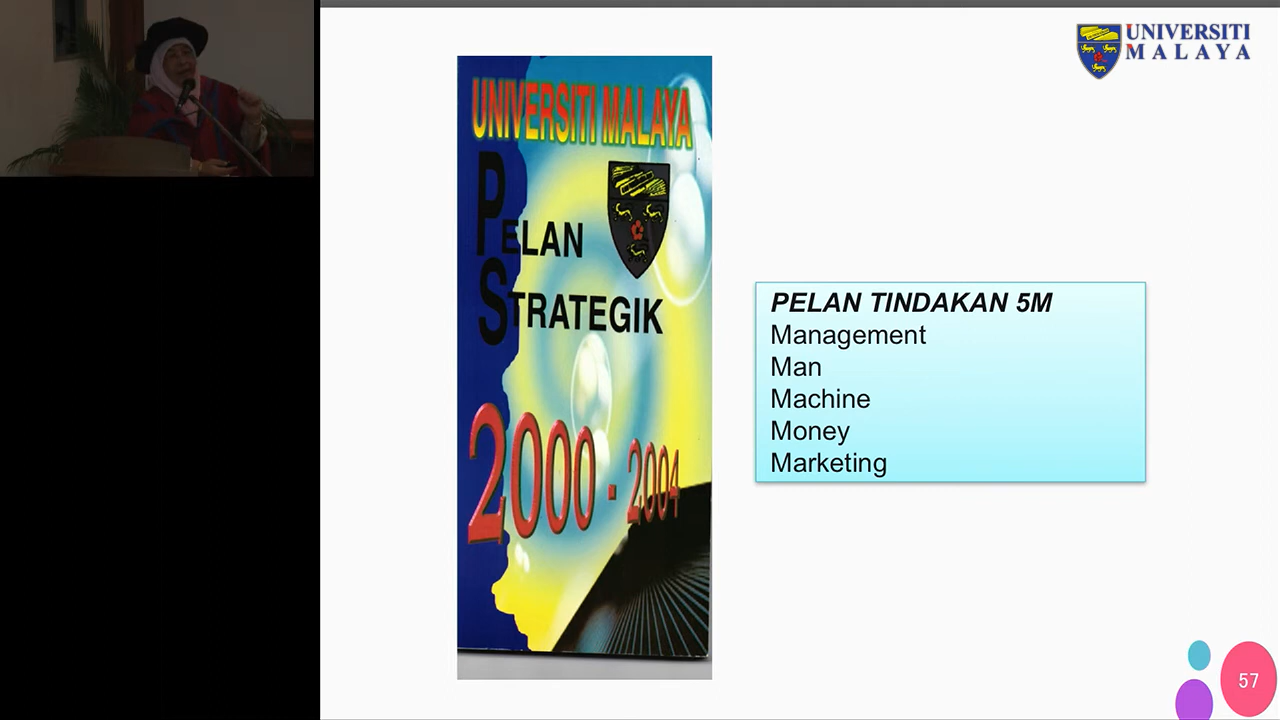 UNIVERSITI
MALAYA
UNIVERSITI MALAYA
PELAN
STRATEGIK
2000 - 2004
PELAN TINDAKAN 5M
Management
Man
Machine
Money
Marketing
57